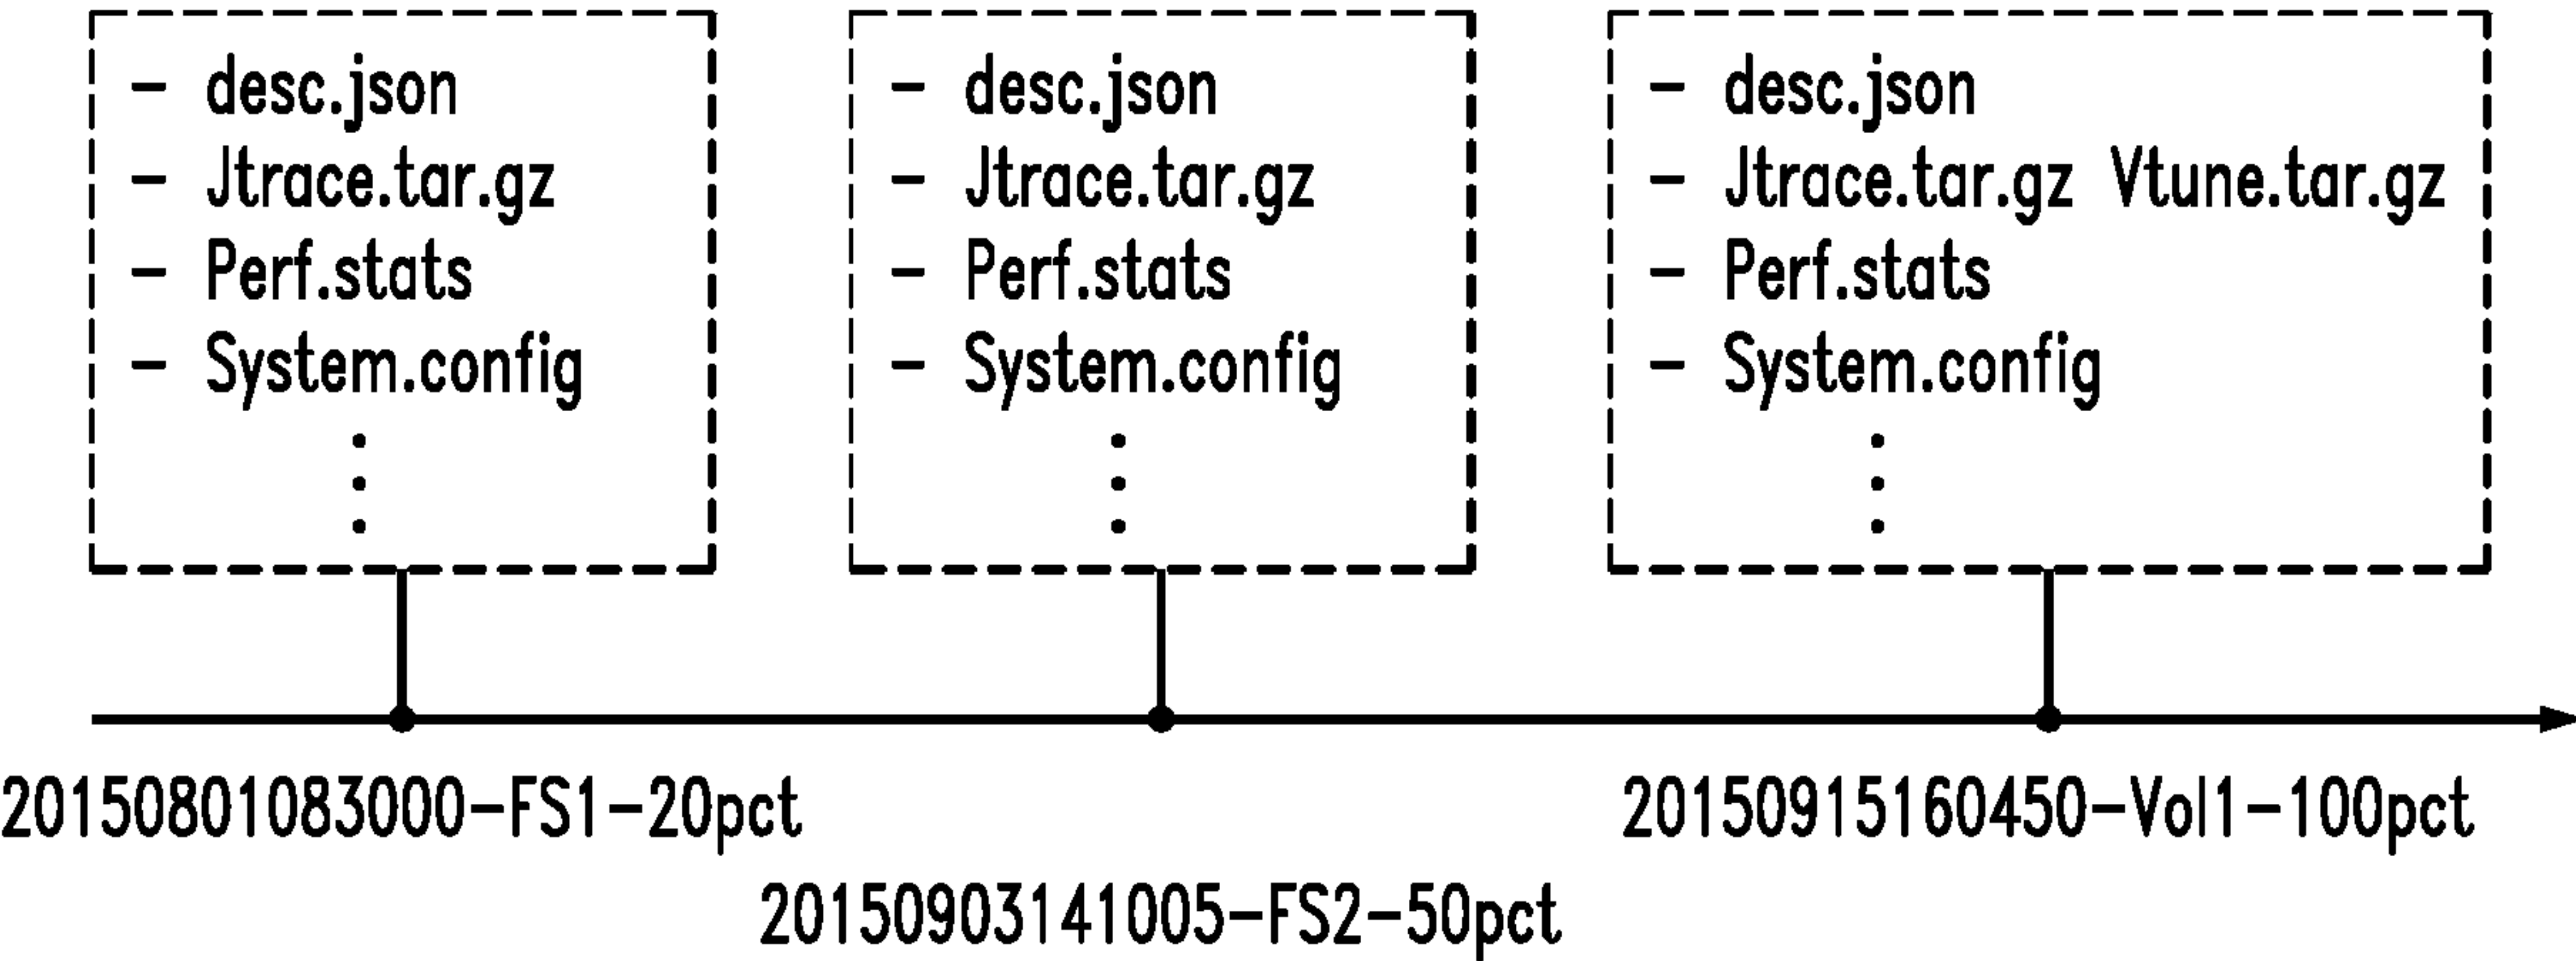 - desc.json
- Jtrace.tar.gz
- Perf.stats
- System.config
- desc.json
- Jtrace.tar.gz
- Perf.stats
- System.config
- desc.json
- Jtrace.tar.gz Vtune.tar.gz
- Perf.stats
- System.config
20150801083000-FS1-20pct
20150903141005-FS2-50pct
20150915160450-Vol1-100pct